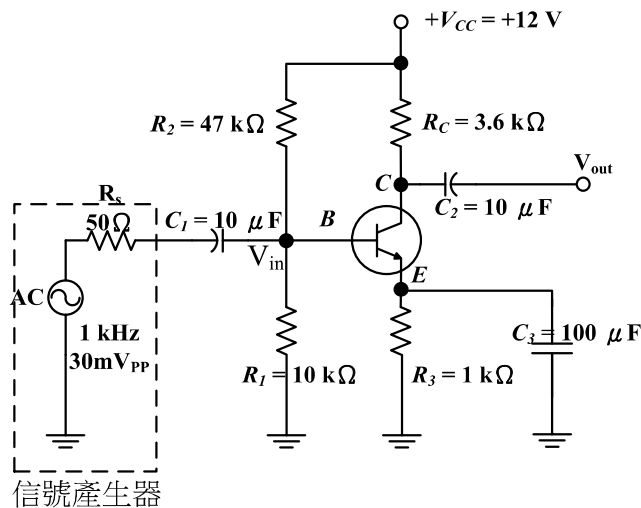 +VCC = +12 V
R2 = 47 kΩ
RC = 3.6 kΩ
Vout
C
C2 = 10 μF
Rs
50Ω
C1 = 10 μF
B
Vin
E
AC
1 kHz
30mVPP
R1 = 10 kΩ
R3 = 1 kΩ
C3 = 100 μF
信號產生器